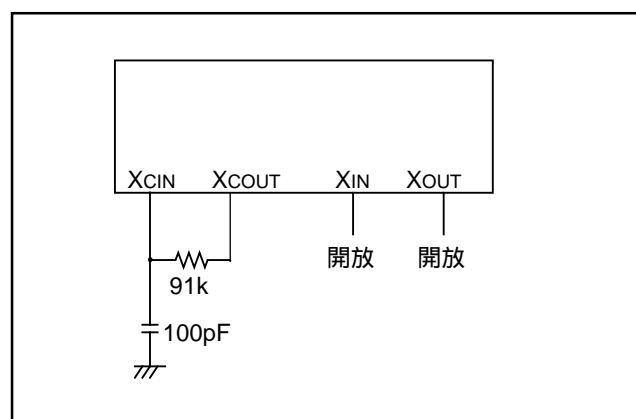 XCIN XCOUT XIN XOUT
開放 開放
91k
100pF